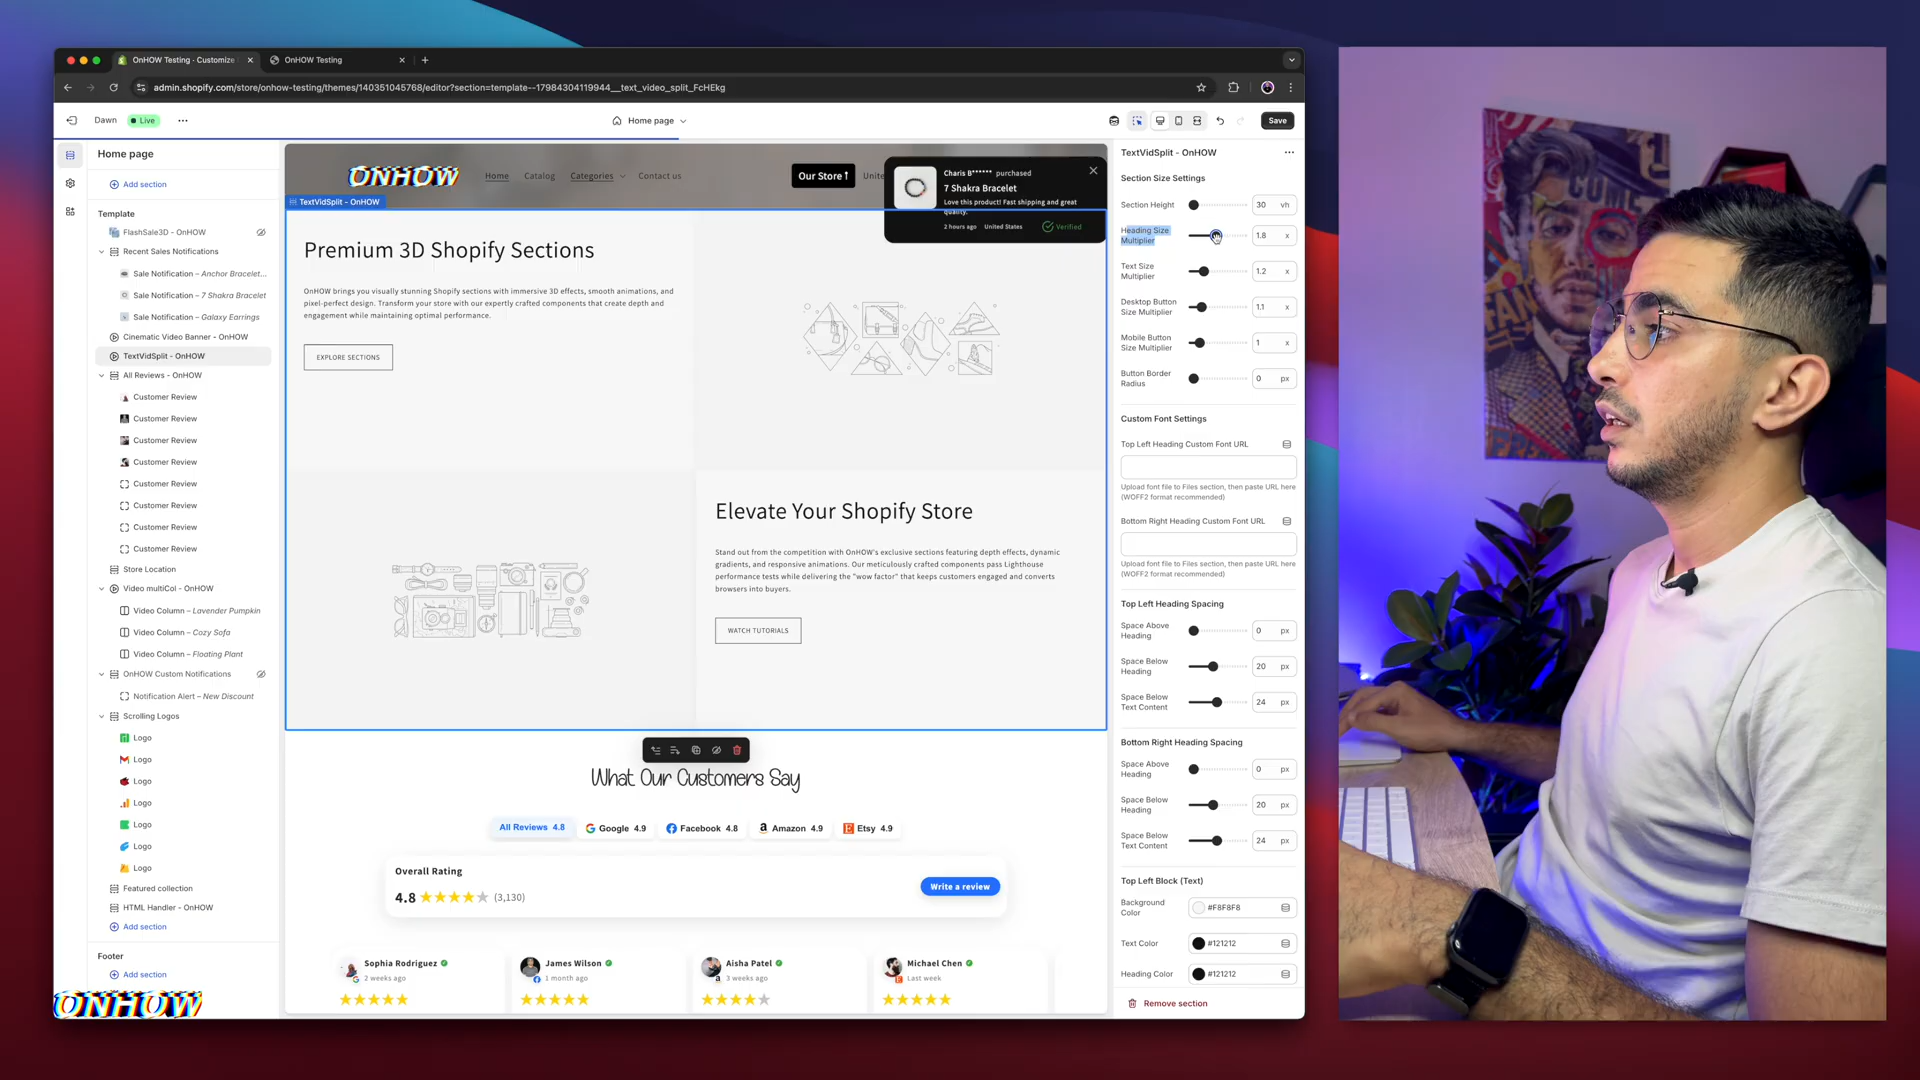 OnHOW Testing · Customize
OnHOW Testing
admin.shopify.com/store/onhow-testing/themes/140351045768/editor?section=template--17984304119944__text_video_split_FcHEkg
Dawn
Live
Home page
Save
Home page
Add section
Template
FlashSale3D - OnHOW
Recent Sales Notifications
Sale Notification – Anchor Bracelet...
Sale Notification – 7 Shakra Bracelet
Sale Notification – Galaxy Earrings
Cinematic Video Banner - OnHOW
TextVidSplit - OnHOW
All Reviews - OnHOW
Customer Review
Customer Review
Customer Review
Customer Review
Customer Review
Customer Review
Customer Review
Customer Review
Store Location
Video multiCol - OnHOW
Video Column – Lavender Pumpkin
Video Column – Cozy Sofa
Video Column – Floating Plant
OnHOW Custom Notifications
Notification Alert – New Discount
Scrolling Logos
Logo
Logo
Logo
Logo
Logo
Logo
Logo
Featured collection
HTML Handler - OnHOW
Add section
Footer
Add section
ONHOW
ONHOW
Home
Catalog
Categories
Contact us
Our Store
Unite
Charis B****** purchased
7 Shakra Bracelet
Love this product! Fast shipping and great
quality.
2 hours ago
United States
Verified
TextVidSplit - OnHOW
Premium 3D Shopify Sections
OnHOW brings you visually stunning Shopify sections with immersive 3D effects, smooth animations, and
pixel-perfect design. Transform your store with our expertly crafted components that create depth and
engagement while maintaining optimal performance.
EXPLORE SECTIONS
Elevate Your Shopify Store
Stand out from the competition with OnHOW's exclusive sections featuring depth effects, dynamic
gradients, and responsive animations. Our meticulously crafted components pass Lighthouse
performance tests while delivering the "wow factor" that keeps customers engaged and converts
browsers into buyers.
WATCH TUTORIALS
What Our Customers Say
All Reviews 4.8
Google 4.9
Facebook 4.8
Amazon 4.9
Etsy 4.9
Overall Rating
4.8
(3,130)
Write a review
Sophia Rodriguez
2 weeks ago
James Wilson
1 month ago
Aisha Patel
3 weeks ago
Michael Chen
Last week
TextVidSplit - OnHOW
Section Size Settings
Section Height
30 vh
Heading Size
Multiplier
1.8 x
Text Size
Multiplier
1.2 x
Desktop Button
Size Multiplier
1.1 x
Mobile Button
Size Multiplier
1 x
Button Border
Radius
0 px
Custom Font Settings
Top Left Heading Custom Font URL
Upload font file to Files section, then paste URL here
(WOFF2 format recommended)
Bottom Right Heading Custom Font URL
Upload font file to Files section, then paste URL here
(WOFF2 format recommended)
Top Left Heading Spacing
Space Above
Heading
0 px
Space Below
Heading
20 px
Space Below
Text Content
24 px
Bottom Right Heading Spacing
Space Above
Heading
0 px
Space Below
Heading
20 px
Space Below
Text Content
24 px
Top Left Block (Text)
Background
Color
#F8F8F8
Text Color
#121212
Heading Color
#121212
Remove section